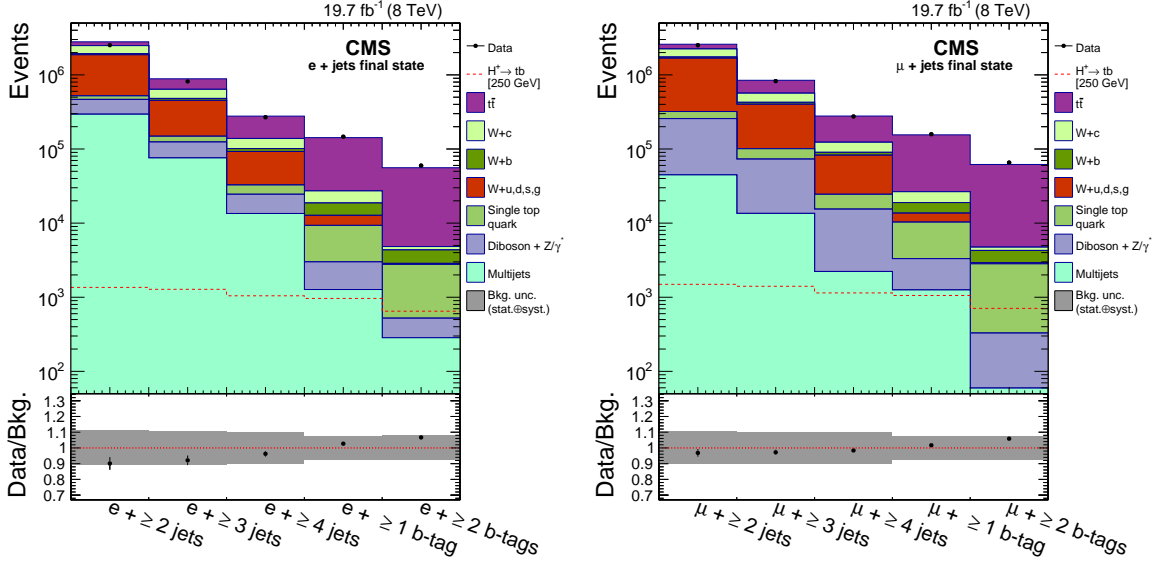 19.7 fb⁻¹ (8 TeV)
Events
CMS
e + jets final state
10⁶
10⁵
10⁴
10³
10²
Data
H⁺→ tb
[250 GeV]
tt̄
W+c
W+b
W+u,d,s,g
Single top
quark
Diboson + Z/γ*
Multijets
Bkg. unc.
(stat.⊕syst.)
Data/Bkg.
1.3
1.2
1.1
1
0.9
0.8
0.7
e + ≥ 2 jets
e + ≥ 3 jets
e + ≥ 4 jets
e + ≥ 1 b-tag
e + ≥ 2 b-tags
19.7 fb⁻¹ (8 TeV)
Events
CMS
μ + jets final state
10⁶
10⁵
10⁴
10³
10²
Data
H⁺→ tb
[250 GeV]
tt̄
W+c
W+b
W+u,d,s,g
Single top
quark
Diboson + Z/γ*
Multijets
Bkg. unc.
(stat.⊕syst.)
Data/Bkg.
1.3
1.2
1.1
1
0.9
0.8
0.7
μ + ≥ 2 jets
μ + ≥ 3 jets
μ + ≥ 4 jets
μ + ≥ 1 b-tag
μ + ≥ 2 b-tags